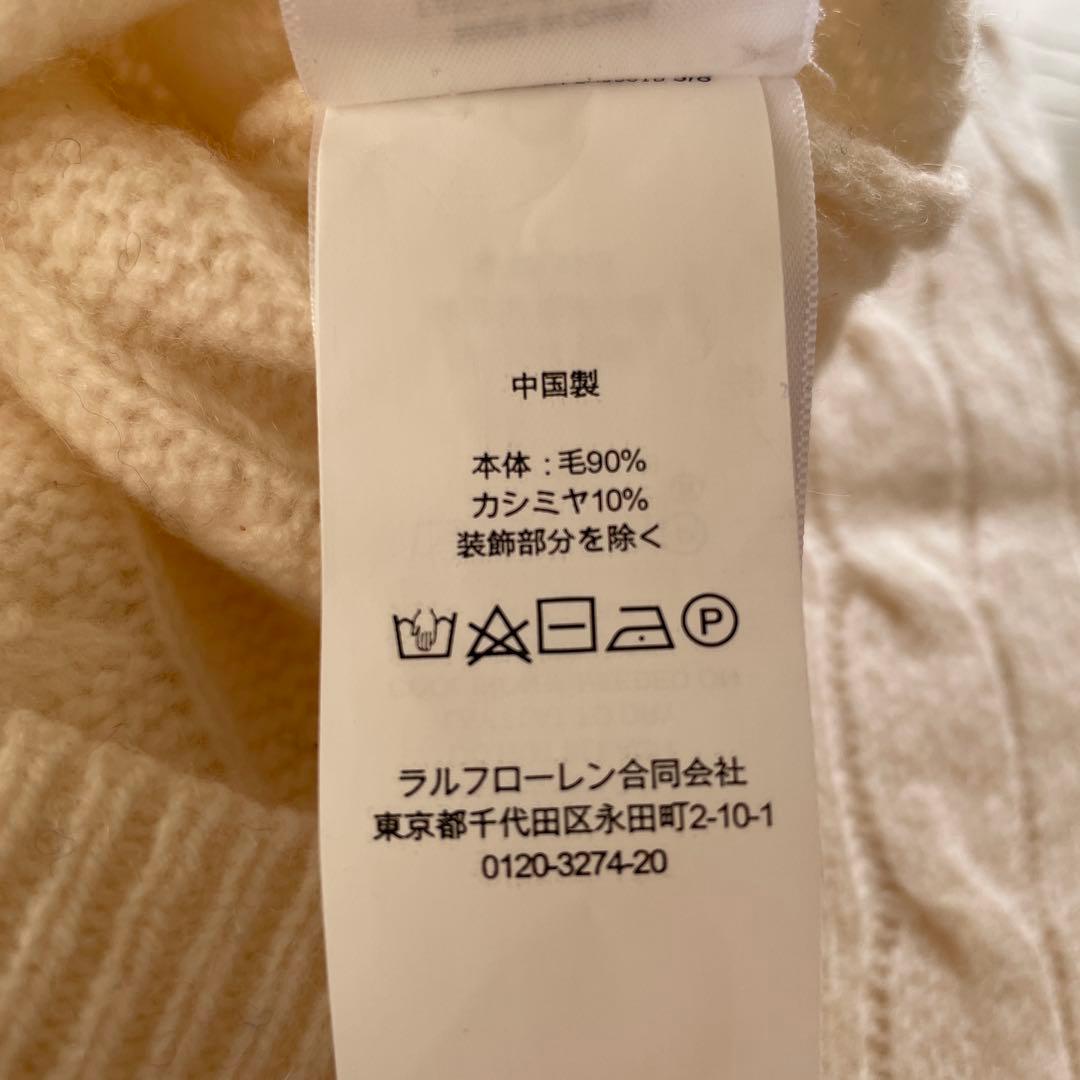 中国製
本体 : 毛90%
カシミヤ10%
装飾部分を除く
P
ラルフローレン合同会社
東京都千代田区永田町2-10-1
0120-3274-20